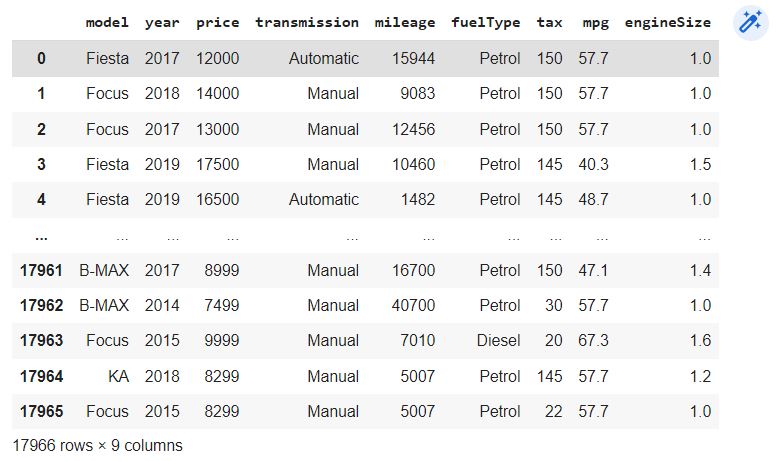 model year price transmission mileage fuelType tax mpg engineSize
0 Fiesta 2017 12000 Automatic 15944 Petrol 150 57.7 1.0
1 Focus 2018 14000 Manual 9083 Petrol 150 57.7 1.0
2 Focus 2017 13000 Manual 12456 Petrol 150 57.7 1.0
3 Fiesta 2019 17500 Manual 10460 Petrol 145 40.3 1.5
4 Fiesta 2019 16500 Automatic 1482 Petrol 145 48.7 1.0
... ... ... ... ... ... ... ... ... ...
17961 B-MAX 2017 8999 Manual 16700 Petrol 150 47.1 1.4
17962 B-MAX 2014 7499 Manual 40700 Petrol 30 57.7 1.0
17963 Focus 2015 9999 Manual 7010 Diesel 20 67.3 1.6
17964 KA 2018 8299 Manual 5007 Petrol 145 57.7 1.2
17965 Focus 2015 8299 Manual 5007 Petrol 22 57.7 1.0
17966 rows × 9 columns